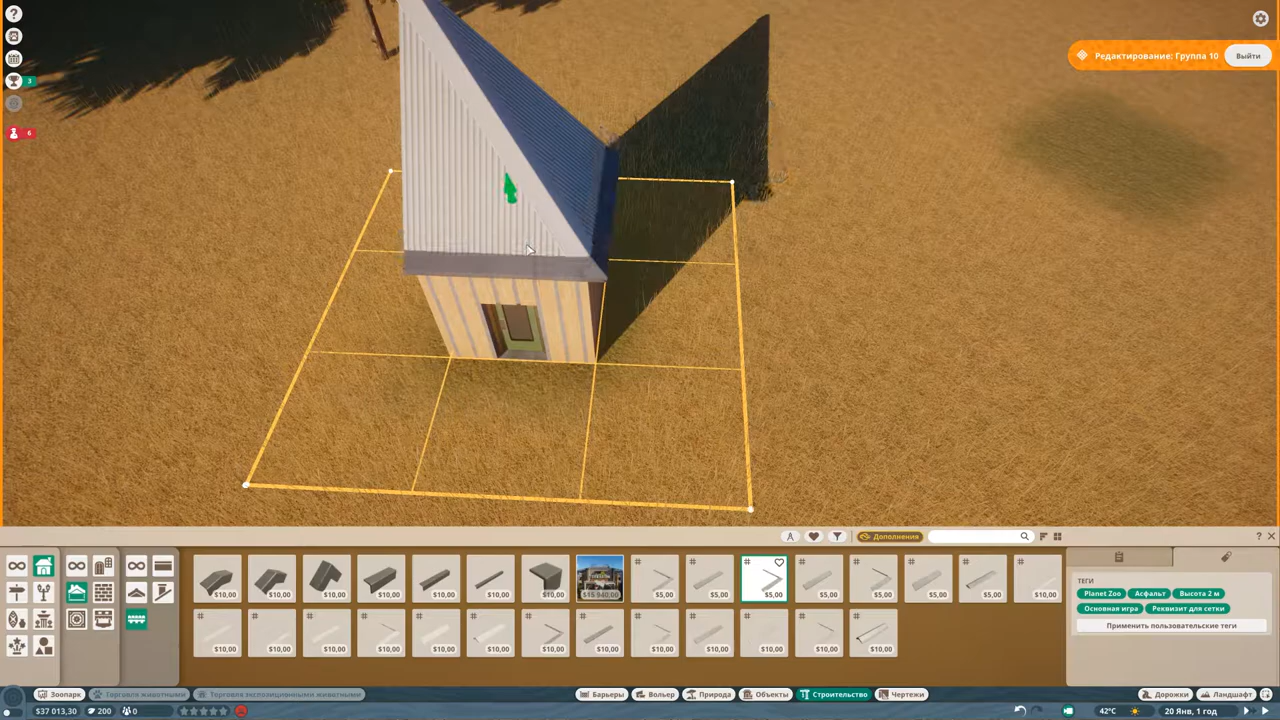 ?
3
6
Редактирование: Группа 10
Выйти
Дополнения
? ×
$10,00 $10,00 $10,00 $10,00 $10,00 $10,00 $10,00 $15 940,00 $5,00 $5,00 $5,00 $5,00 $5,00 $5,00 $5,00 $10,00
$10,00 $10,00 $10,00 $10,00 $10,00 $10,00 $10,00 $10,00 $10,00 $10,00 $10,00 $10,00 $10,00
ТЕГИ
Planet Zoo Асфальт Высота 2 м
Основная игра Реквизит для сетки
Применить пользовательские теги
Зоопарк Торговля животными Торговля экспозиционными животными Барьеры Вольер Природа Объекты Строительство Чертежи Дорожки Ландшафт
$37 013,30 200 0 42°C 20 Янв, 1 год